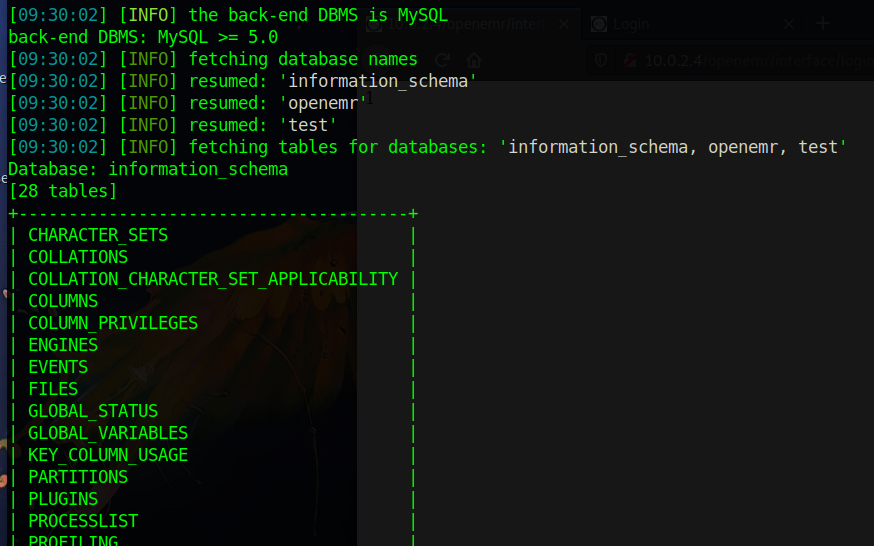 [09:30:02] [INFO] the back-end DBMS is MySQL
back-end DBMS: MySQL >= 5.0
[09:30:02] [INFO] fetching database names
[09:30:02] [INFO] resumed: 'information_schema'
[09:30:02] [INFO] resumed: 'openemr'
[09:30:02] [INFO] resumed: 'test'
[09:30:02] [INFO] fetching tables for databases: 'information_schema, openemr, test'
Database: information_schema
[28 tables]
+---------------------------------------+
| CHARACTER_SETS                        |
| COLLATIONS                            |
| COLLATION_CHARACTER_SET_APPLICABILITY |
| COLUMNS                               |
| COLUMN_PRIVILEGES                     |
| ENGINES                               |
| EVENTS                                |
| FILES                                 |
| GLOBAL_STATUS                         |
| GLOBAL_VARIABLES                      |
| KEY_COLUMN_USAGE                      |
| PARTITIONS                            |
| PLUGINS                               |
| PROCESSLIST                           |
| PROFILING                             |
Login
10.0.2.4/openemr/interface/login